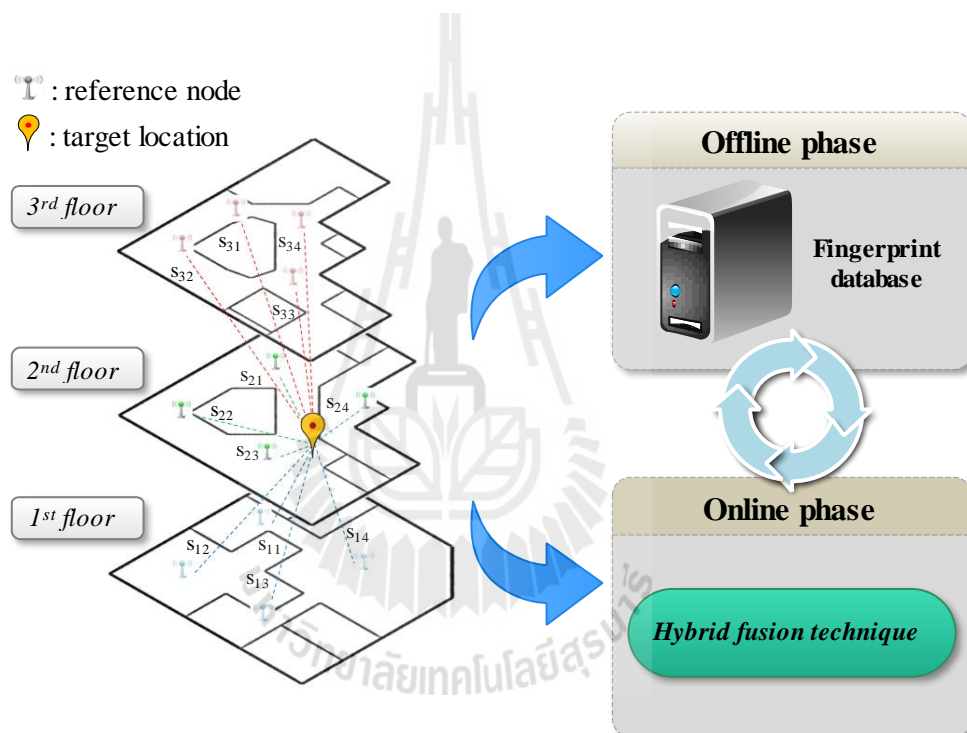 : reference node
: target location
3rd floor
S31
S34
S32
S33
2nd floor
S21
S24
S22
S23
1st floor
S14
S12
S11
S13
Offline phase
Fingerprint
database
Online phase
Hybrid fusion technique
มหาวิทยาลัยเทคโนโลยีสุรนารี